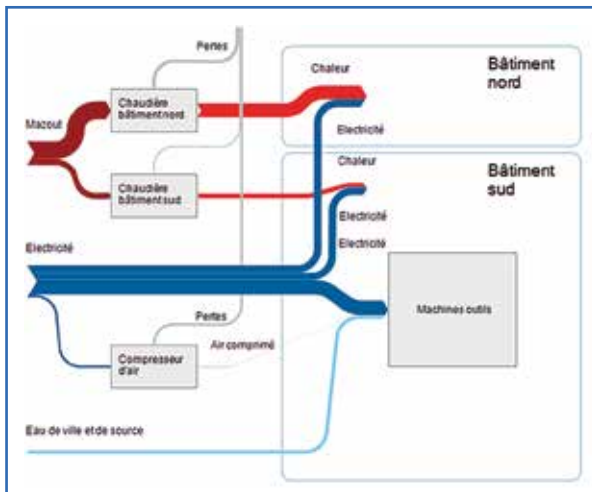 Pertes
Chaleur
Bâtiment
nord
Chaudière
bâtiment nord
Mazout
Electricité
Chaleur
Bâtiment
sud
Chaudière
bâtiment sud
Electricité
Electricité
Electricité
Machines outils
Pertes
Air comprimé
Compresseur
d'air
Eau de ville et de source